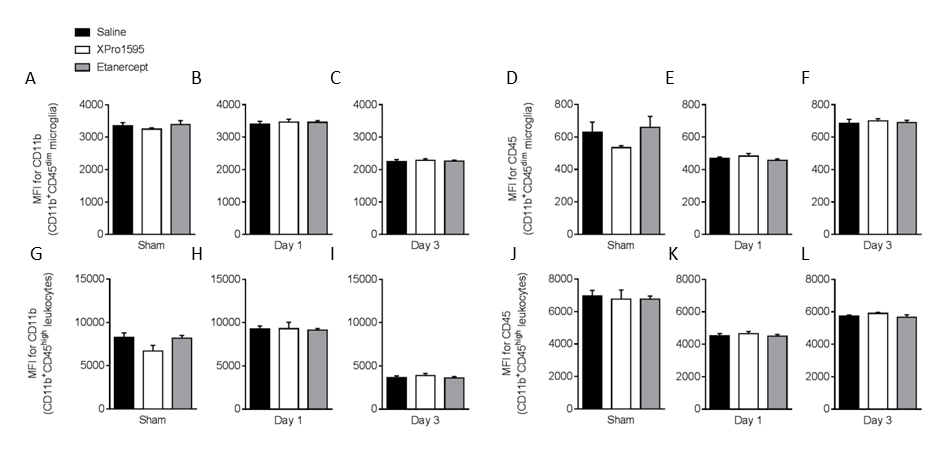 Saline
XPro1595
Etanercept
A B C D E F
MFI for CD11b
(CD11b⁺CD45ᵈⁱᵐ microglia)
4000
3000
2000
1000
0
Sham
4000
3000
2000
1000
0
Day 1
4000
3000
2000
1000
0
Day 3
MFI for CD45
(CD11b⁺CD45ᵈⁱᵐ microglia)
800
600
400
200
0
Sham
800
600
400
200
0
Day 1
800
600
400
200
0
Day 3
G H I J K L
MFI for CD11b
(CD11b⁺CD45ʰⁱᵍʰ leukocytes)
15000
10000
5000
0
Sham
15000
10000
5000
0
Day 1
15000
10000
5000
0
Day 3
MFI for CD45
(CD11b⁺CD45ʰⁱᵍʰ leukocytes)
8000
6000
4000
2000
0
Sham
8000
6000
4000
2000
0
Day 1
8000
6000
4000
2000
0
Day 3